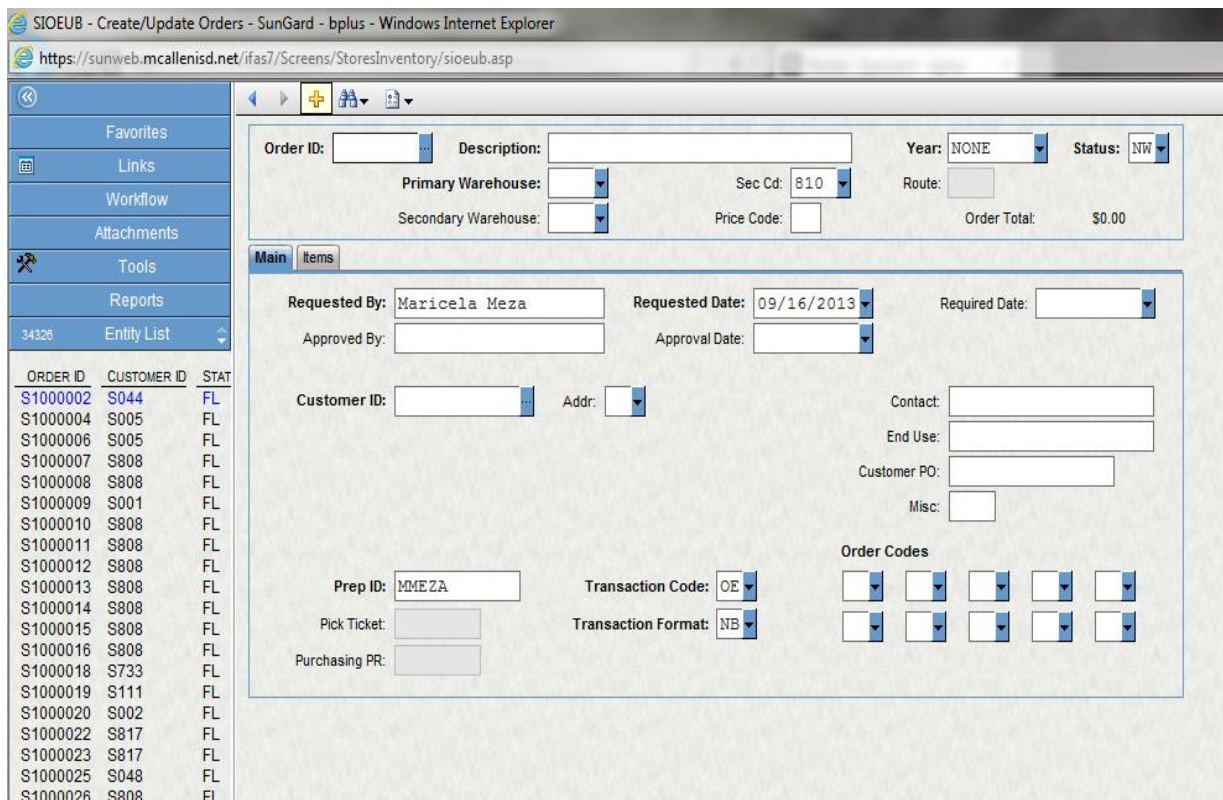 SIOEUB - Create/Update Orders - SunGard - bplus - Windows Internet Explorer
https://sunweb.mcallenisd.net/ifas7/Screens/StoresInventory/sioeub.asp
Favorites
Links
Workflow
Attachments
Tools
Reports
34326 Entity List
ORDER ID CUSTOMER ID STAT
S1000002 S044 FL
S1000004 S005 FL
S1000006 S005 FL
S1000007 S808 FL
S1000008 S808 FL
S1000009 S001 FL
S1000010 S808 FL
S1000011 S808 FL
S1000012 S808 FL
S1000013 S808 FL
S1000014 S808 FL
S1000015 S808 FL
S1000016 S808 FL
S1000018 S733 FL
S1000019 S111 FL
S1000020 S002 FL
S1000022 S817 FL
S1000023 S817 FL
S1000025 S048 FL
S1000026 S808 FL
Order ID: ... Description: Year: NONE Status: NW
Primary Warehouse: Sec Cd: 810 Route:
Secondary Warehouse: Price Code: Order Total: $0.00
Main Items
Requested By: Maricela Meza Requested Date: 09/16/2013 Required Date:
Approved By: Approval Date:
Customer ID: ... Addr: Contact:
End Use:
Customer PO:
Misc:
Order Codes
Prep ID: MMEZA Transaction Code: OE
Pick Ticket: Transaction Format: NB
Purchasing PR: